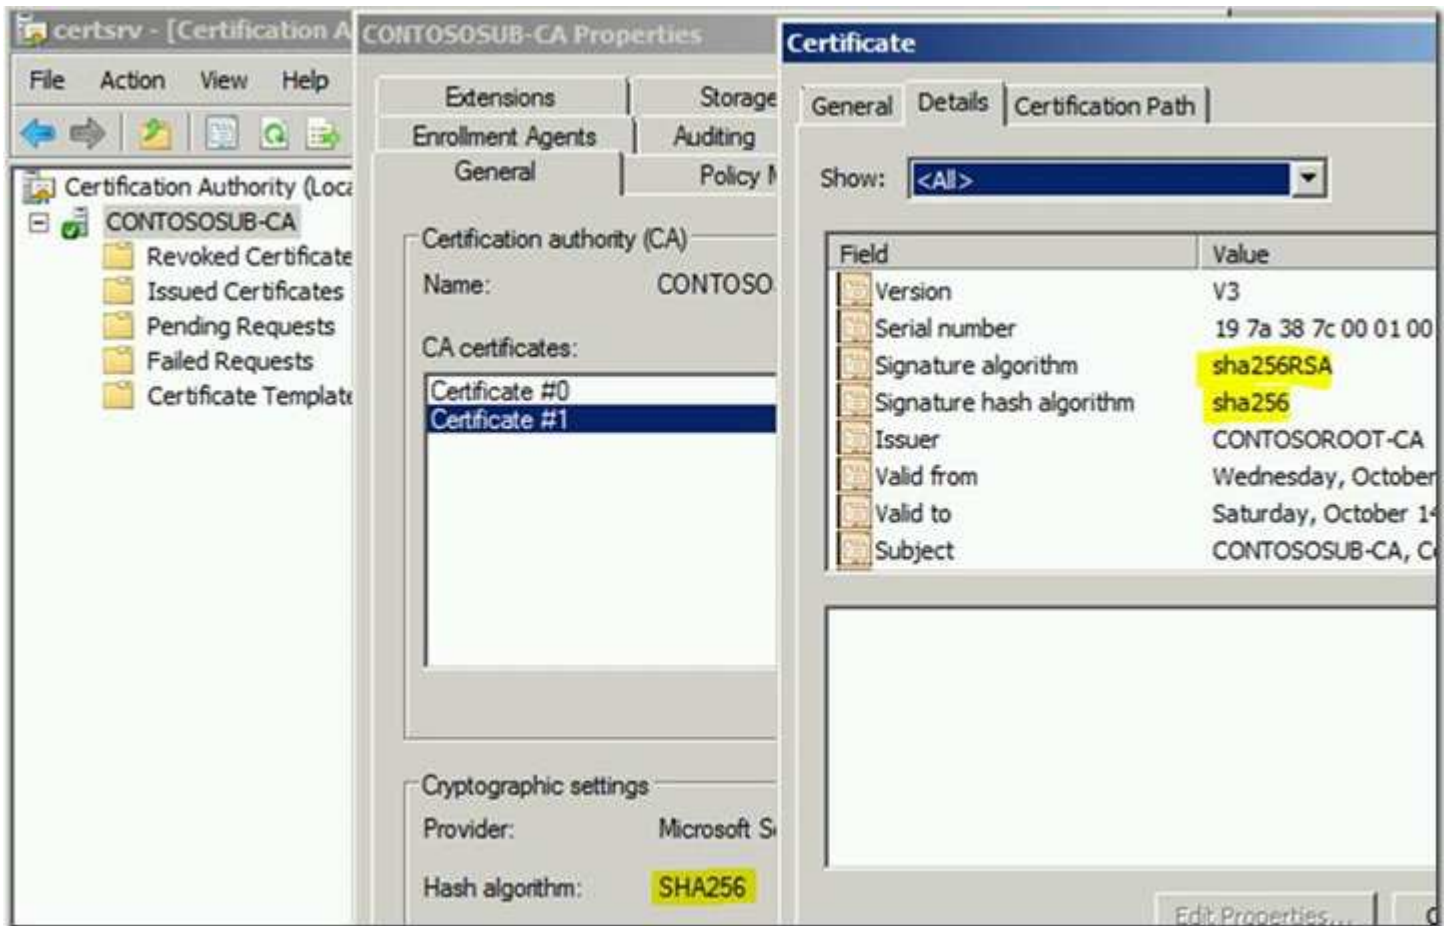 certsrv - [Certification A
File Action View Help
Certification Authority (Loca
CONTOSOSUB-CA
Revoked Certificate
Issued Certificates
Pending Requests
Failed Requests
Certificate Template
CONTOSOSUB-CA Properties
Extensions Storage
Enrollment Agents Auditing
General Policy M
Certification authority (CA)
Name: CONTOSO
CA certificates:
Certificate #0
Certificate #1
Cryptographic settings
Provider: Microsoft S
Hash algorithm: SHA256
Certificate
General Details Certification Path
Show: <All>
Field Value
Version V3
Serial number 19 7a 38 7c 00 01 00
Signature algorithm sha256RSA
Signature hash algorithm sha256
Issuer CONTOSOROOT-CA
Valid from Wednesday, October
Valid to Saturday, October 14
Subject CONTOSOSUB-CA, C
Edit Properties...